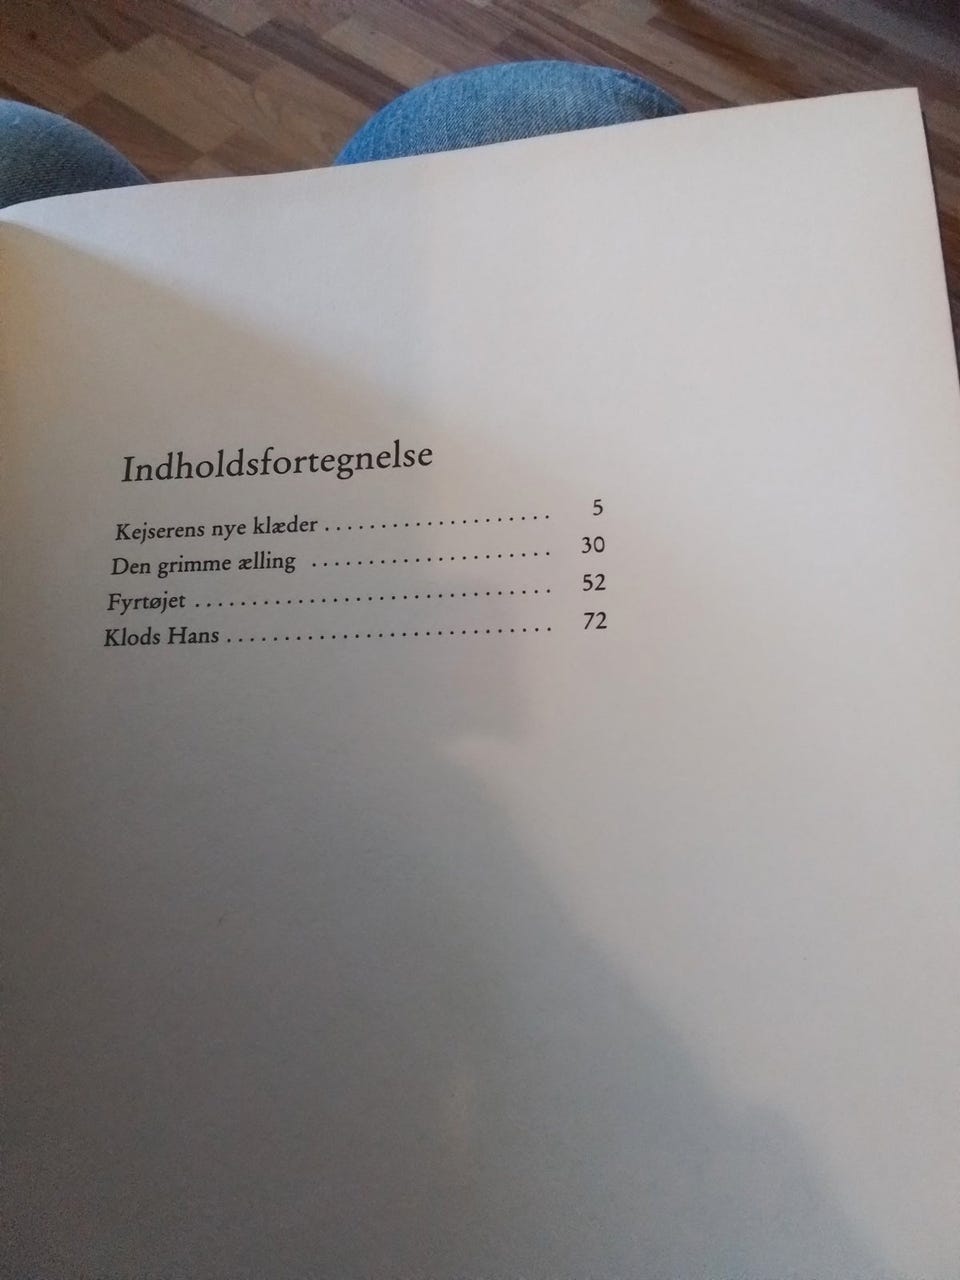 Indholdsfortegnelse
Kejserens nye klæder .................... 5
Den grimme ælling ...................... 30
Fyrtøjet ................................ 52
Klods Hans ............................. 72